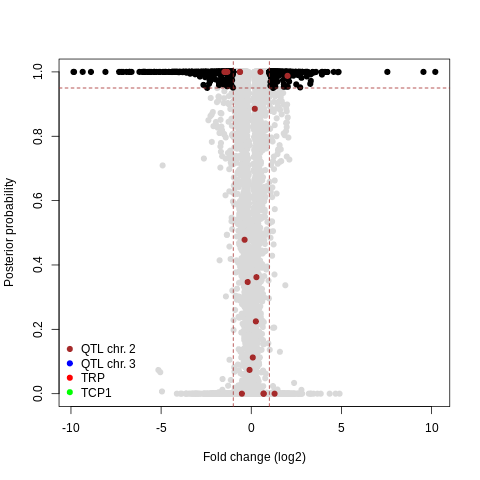 1.0
0.8
0.6
0.4
0.2
0.0
Posterior probability
QTL chr. 2
QTL chr. 3
TRP
TCP1
-10 -5 0 5 10
Fold change (log2)